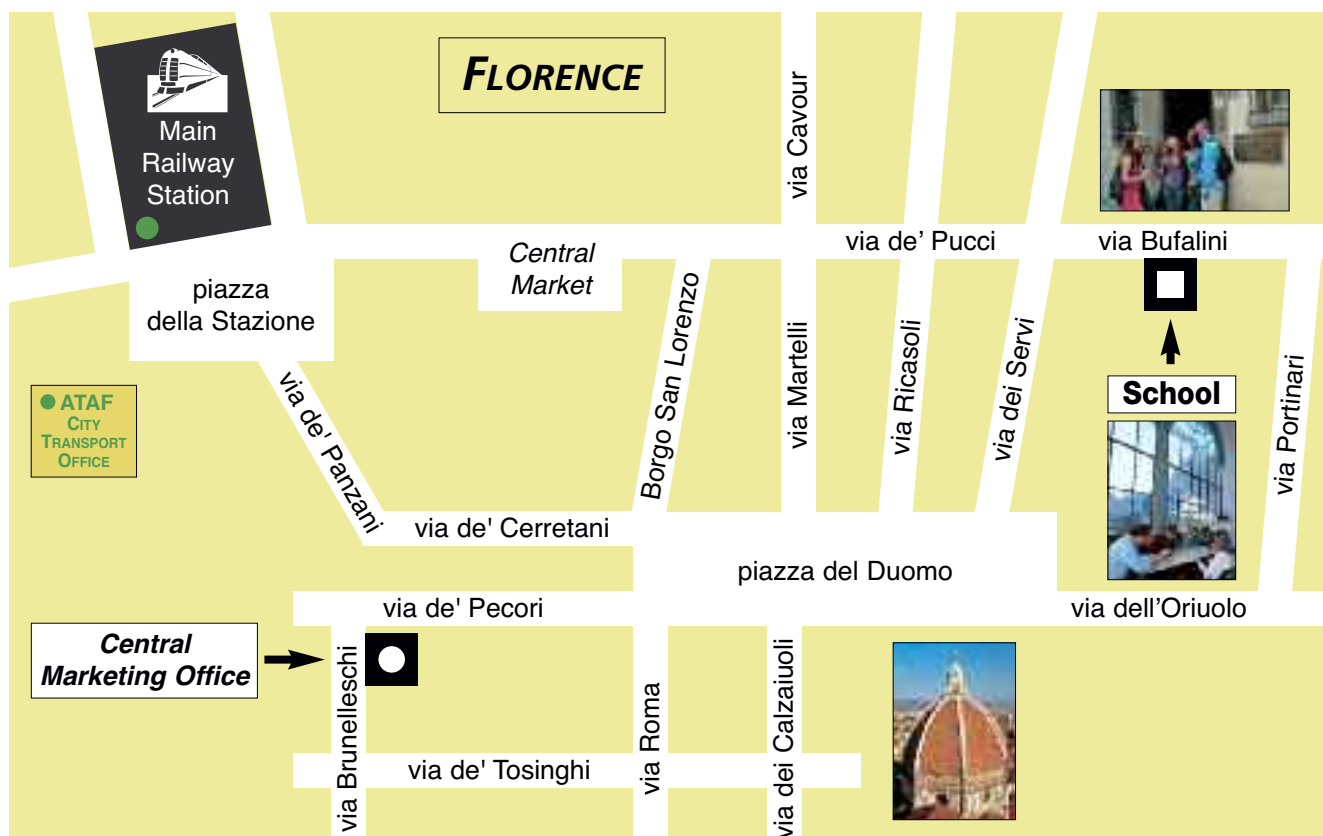 FLORENCE
Main
Railway
Station
via Cavour
via de' Pucci
via Bufalini
Central
Market
piazza
della Stazione
Borgo San Lorenzo
via Martelli
via Ricasoli
via dei Servi
via Portinari
School
ATAF
CITY
TRANSPORT
OFFICE
via de' Panzani
via de' Cerretani
piazza del Duomo
via de' Pecori
via dell'Oriuolo
Central
Marketing Office
via Brunelleschi
via Roma
via dei Calzaiuoli
via de' Tosinghi